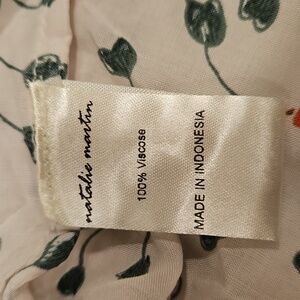 natalie martin
100% Viscose
MADE IN INDONESIA